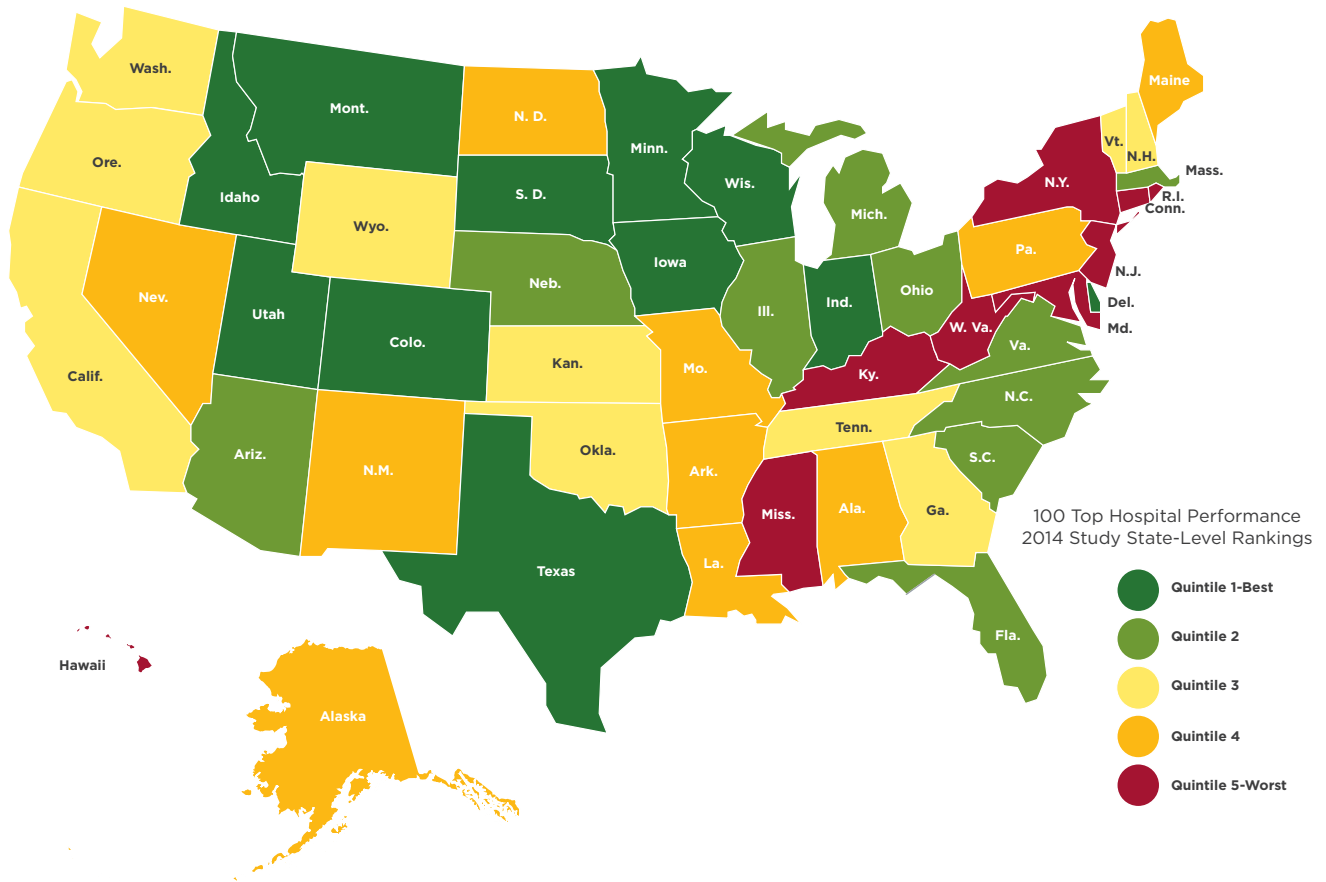 Wash.
Mont.
N. D.
Minn.
Maine
Vt.
N.H.
Ore.
Idaho
S. D.
Wis.
Mich.
N.Y.
Mass.
R.I.
Conn.
Wyo.
Iowa
Pa.
N.J.
Nev.
Utah
Colo.
Neb.
Ill.
Ind.
Ohio
Del.
Md.
W. Va.
Va.
Calif.
Kan.
Mo.
Ky.
N.C.
Tenn.
Ariz.
N.M.
Okla.
Ark.
S.C.
Miss.
Ala.
Ga.
Texas
La.
Fla.
Hawaii
Alaska
100 Top Hospital Performance
2014 Study State-Level Rankings
Quintile 1-Best
Quintile 2
Quintile 3
Quintile 4
Quintile 5-Worst